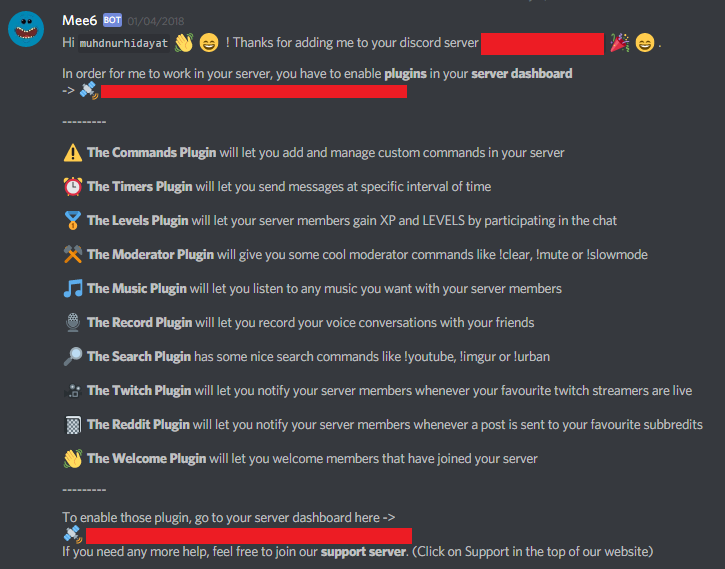 Mee6 BOT 01/04/2018
Hi muhdnurhidayat 👋 😄 ! Thanks for adding me to your discord server 🎉 😄 .
In order for me to work in your server, you have to enable plugins in your server dashboard
-> 🛰
---------
⚠ The Commands Plugin will let you add and manage custom commands in your server
⏰ The Timers Plugin will let you send messages at specific interval of time
🏅 The Levels Plugin will let your server members gain XP and LEVELS by participating in the chat
⚒ The Moderator Plugin will give you some cool moderator commands like !clear, !mute or !slowmode
🎵 The Music Plugin will let you listen to any music you want with your server members
🎙 The Record Plugin will let you record your voice conversations with your friends
🔎 The Search Plugin has some nice search commands like !youtube, !imgur or !urban
The Twitch Plugin will let you notify your server members whenever your favourite twitch streamers are live
The Reddit Plugin will let you notify your server members whenever a post is sent to your favourite subbredits
👋 The Welcome Plugin will let you welcome members that have joined your server
---------
To enable those plugin, go to your server dashboard here ->
🛰
If you need any more help, feel free to join our support server. (Click on Support in the top of our website)